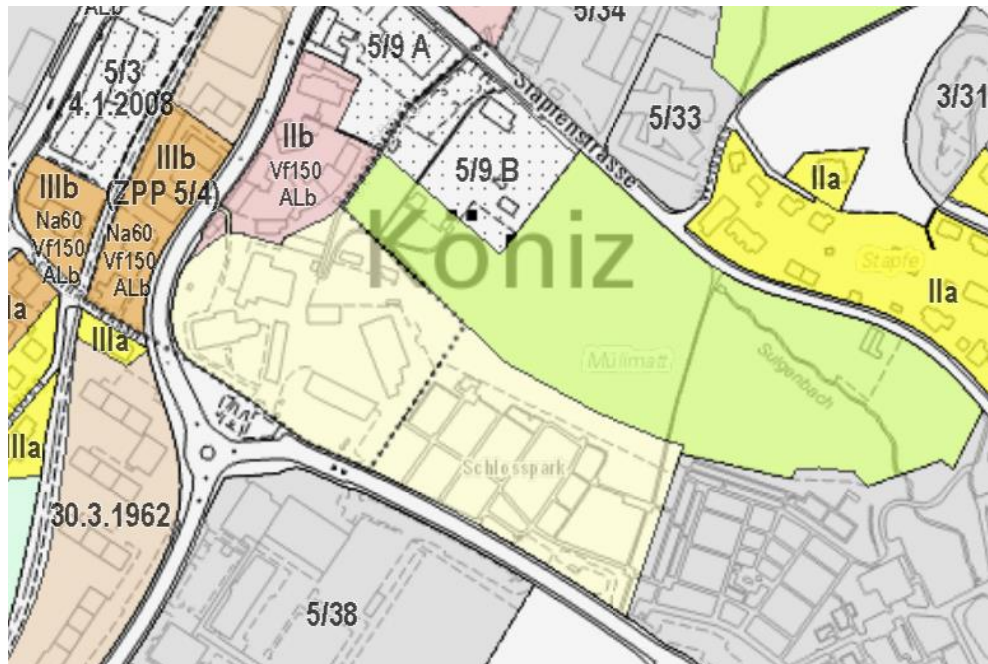 ALb
5/34
5/9 A
5/3
4.1.2008
Stapfenstrasse
5/33
3/31
IIb
Vf150
ALb
IIIb
(ZPP 5/4)
Na60
Vf150
ALb
IIIb
Na60
Vf150
ALb
5/9 B
IIa
Köniz
Stapfe
IIa
IIIa
Mülimatt
Sulgenbach
Schlosspark
30.3.1962
5/38